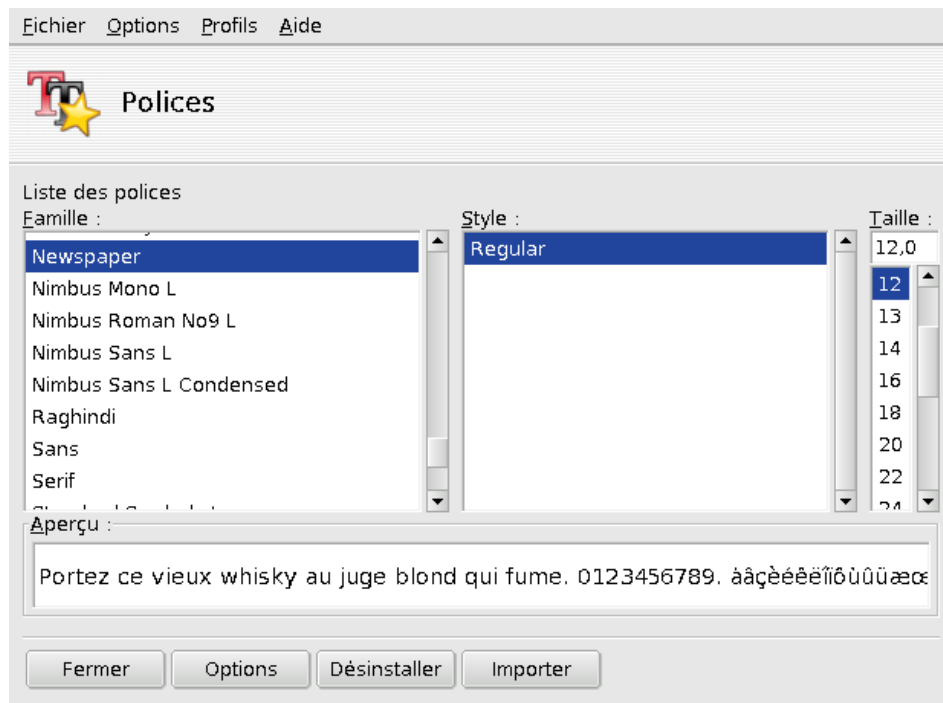 Fichier Options Profils Aide
Polices
Liste des polices
Famille :
Newspaper
Nimbus Mono L
Nimbus Roman No9 L
Nimbus Sans L
Nimbus Sans L Condensed
Raghindi
Sans
Serif
Style :
Regular
Taille :
12,0
12
13
14
16
18
20
22
24
Aperçu :
Portez ce vieux whisky au juge blond qui fume. 0123456789. àâçèéêëîïôùûüæœ
Fermer Options Désinstaller Importer